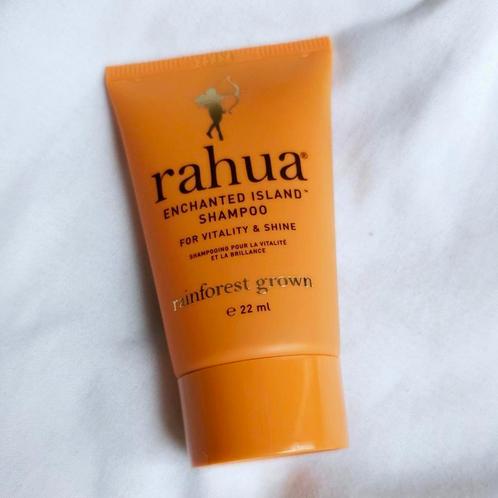 rahua®
ENCHANTED ISLAND™
SHAMPOO
FOR VITALITY & SHINE
SHAMPOOING POUR LA VITALITÉ
ET LA BRILLANCE
rainforest grown
℮ 22 ml